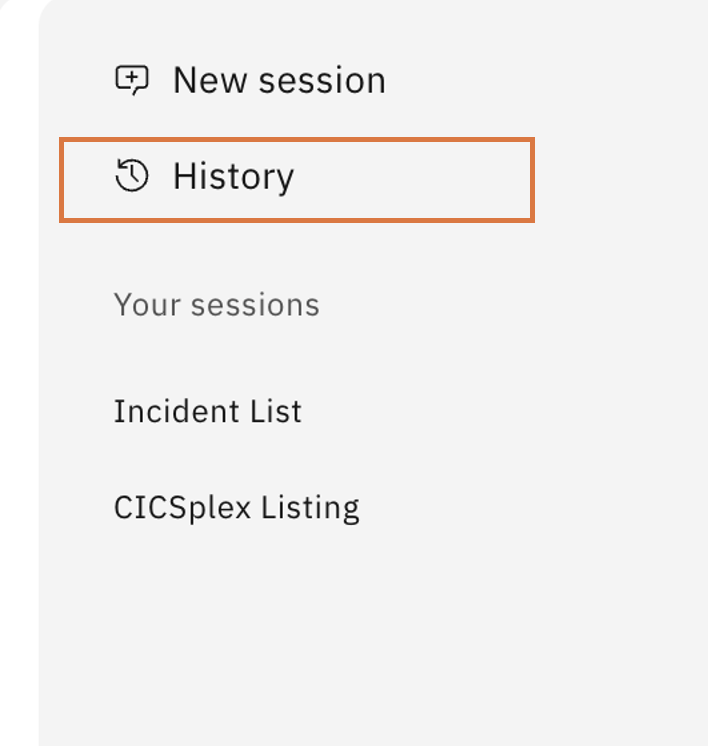 New session
History
Your sessions
Incident List
CICSplex Listing